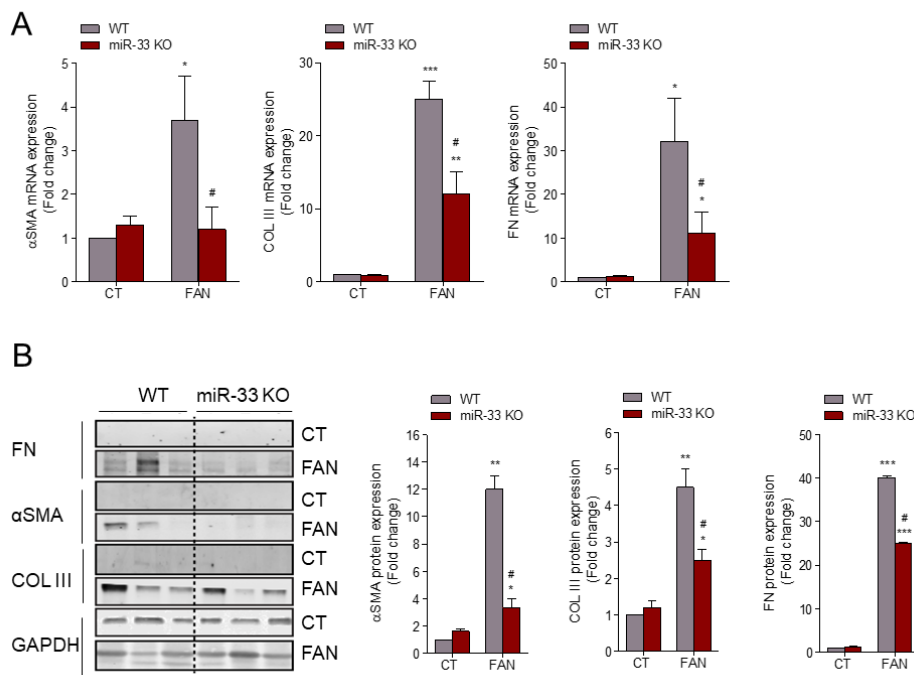 A
WT
miR-33 KO
αSMA mRNA expression
(Fold change)
5
4
3
2
1
0
*
#
CT
FAN
WT
miR-33 KO
COL III mRNA expression
(Fold change)
30
20
10
0
***
#
**
CT
FAN
WT
miR-33 KO
FN mRNA expression
(Fold change)
50
40
30
20
10
0
*
#
*
CT
FAN
B
WT
miR-33 KO
FN
CT
FAN
αSMA
CT
FAN
COL III
CT
FAN
GAPDH
CT
FAN
WT
miR-33 KO
αSMA protein expression
(Fold change)
16
14
12
10
8
6
4
2
0
**
#
*
CT
FAN
WT
miR-33 KO
COL III protein expression
(Fold change)
6
5
4
3
2
1
0
**
#
*
CT
FAN
WT
miR-33 KO
FN protein expression
(Fold change)
50
40
30
20
10
0
***
#
***
CT
FAN